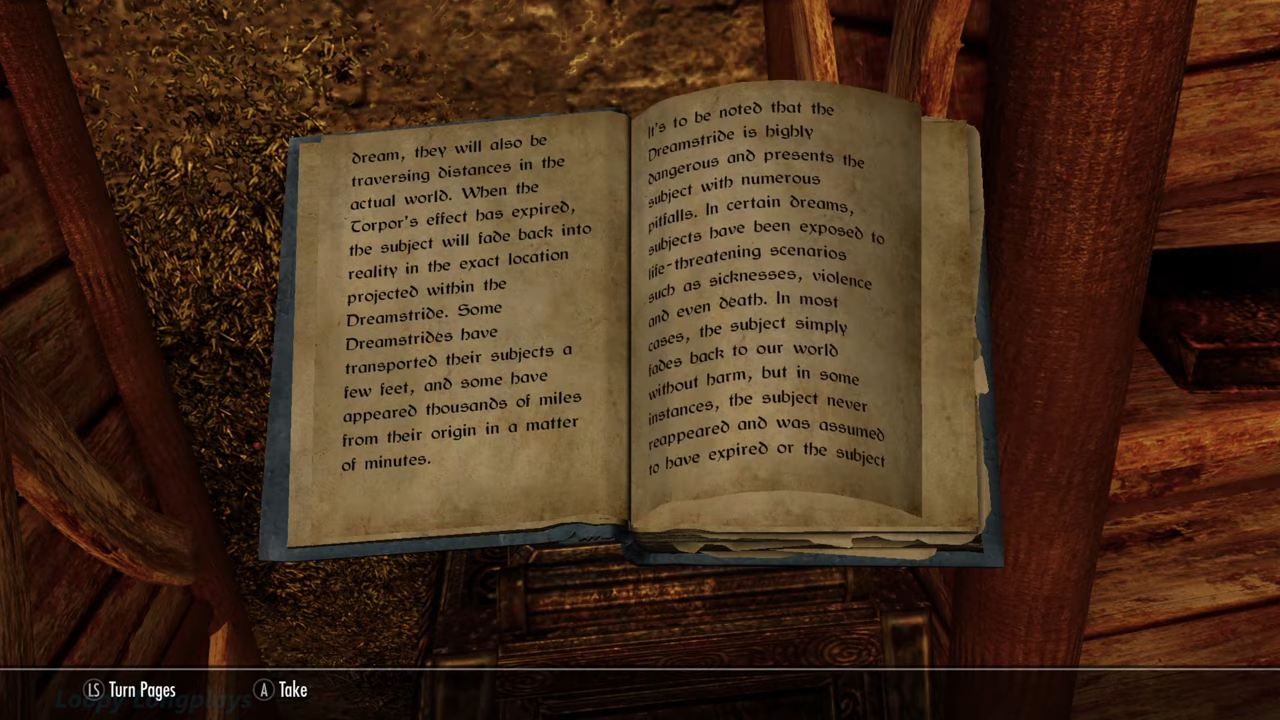 dream, they will also be
traversing distances in the
actual world. When the
Torpor's effect has expired,
the subject will fade back into
reality in the exact location
projected within the
Dreamstride. Some
Dreamstrides have
transported their subjects a
few feet, and some have
appeared thousands of miles
from their origin in a matter
of minutes.
It's to be noted that the
Dreamstride is highly
dangerous and presents the
subject with numerous
pitfalls. In certain dreams,
subjects have been exposed to
life-threatening scenarios
such as sicknesses, violence
and even death. In most
cases, the subject simply
fades back to our world
without harm, but in some
instances, the subject never
reappeared and was assumed
to have expired or the subject
LS Turn Pages
A Take
Loopy Longplays